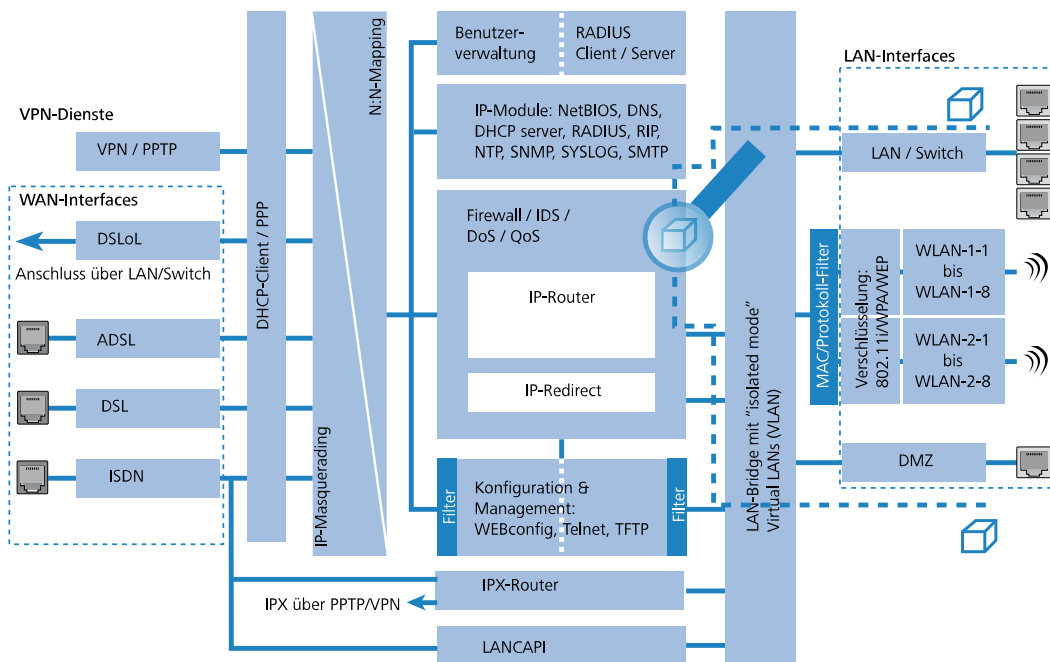 VPN-Dienste
VPN / PPTP
WAN-Interfaces
DSLoL
Anschluss über LAN/Switch
ADSL
DSL
ISDN
DHCP-Client / PPP
N:N-Mapping
IP-Masquerading
Benutzer-
verwaltung
RADIUS
Client / Server
IP-Module: NetBIOS, DNS,
DHCP server, RADIUS, RIP,
NTP, SNMP, SYSLOG, SMTP
Firewall / IDS /
DoS / QoS
IP-Router
IP-Redirect
Filter
Konfiguration &
Management:
WEBconfig, Telnet, TFTP
Filter
IPX-Router
IPX über PPTP/VPN
LANCAPI
LAN-Bridge mit “isolated mode”
Virtual LANs (VLAN)
LAN-Interfaces
LAN / Switch
MAC/Protokoll-Filter
Verschlüsselung:
802.11i/WPA/WEP
WLAN-1-1
bis
WLAN-1-8
WLAN-2-1
bis
WLAN-2-8
DMZ